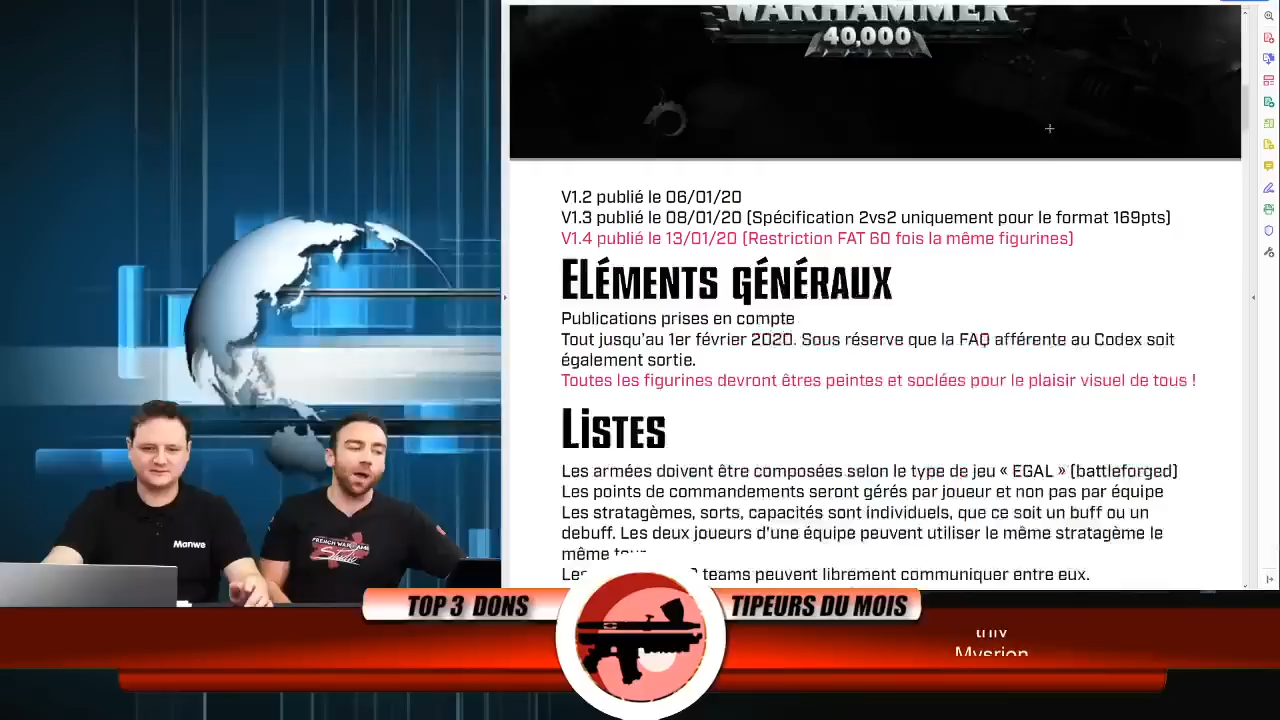 WARHAMMER
40,000
V1.2 publié le 06/01/20
V1.3 publié le 08/01/20 (Spécification 2vs2 uniquement pour le format 169pts)
V1.4 publié le 13/01/20 (Restriction FAT 60 fois la même figurines)
ELÉMENTS GÉNÉRAUX
Publications prises en compte
Tout jusqu'au 1er février 2020. Sous réserve que la FAQ afférente au Codex soit
également sortie.
Toutes les figurines devront êtres peintes et soclées pour le plaisir visuel de tous !
LISTES
Les armées doivent être composées selon le type de jeu « EGAL » (battleforged)
Les points de commandements seront gérés par joueur et non pas par équipe
Les stratagèmes, sorts, capacités sont individuels, que ce soit un buff ou un
debuff. Les deux joueurs d'une équipe peuvent utiliser le même stratagème le
même tour.
teams peuvent librement communiquer entre eux.
Manwe
FRENCH WARGAME
Studio
TOP 3 DONS
TIPEURS DU MOIS
Mysrion